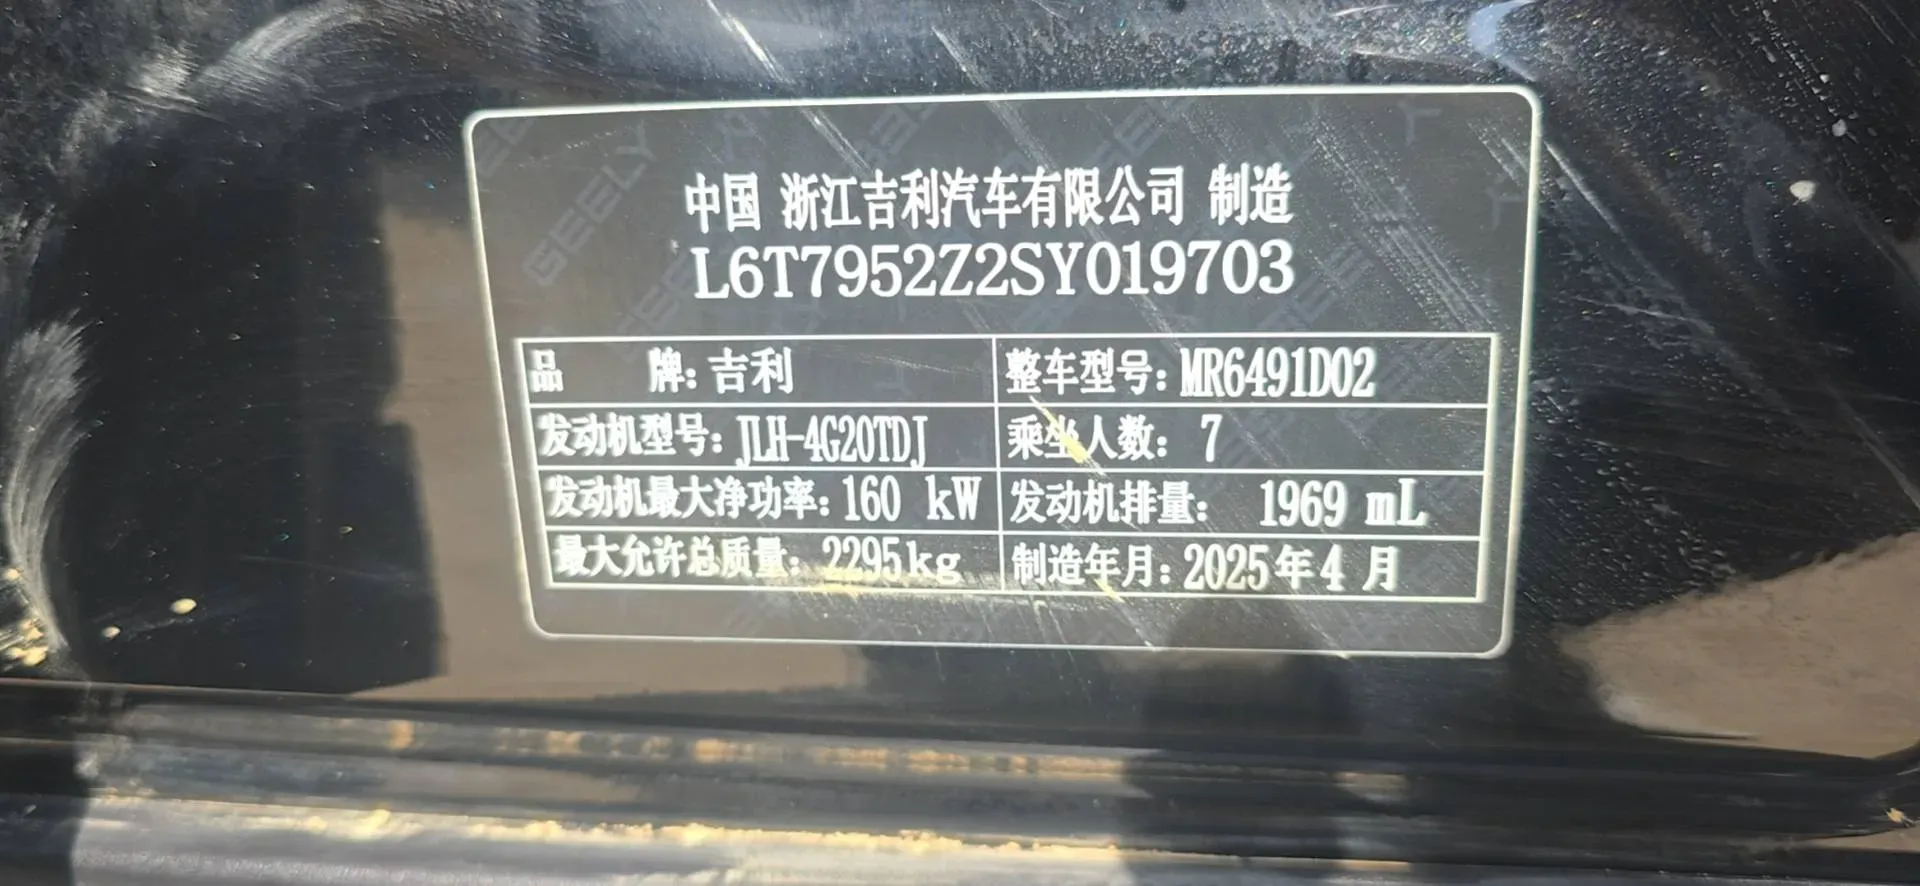 中国 浙江吉利汽车有限公司 制造
L6T7952Z2SY019703
品 牌: 吉利 整车型号: MR6491D02
发动机型号: JLH-4G20TDJ 乘坐人数: 7
发动机最大净功率: 160 kW 发动机排量: 1969 mL
最大允许总质量: 2295kg 制造年月: 2025年4月
GEELY